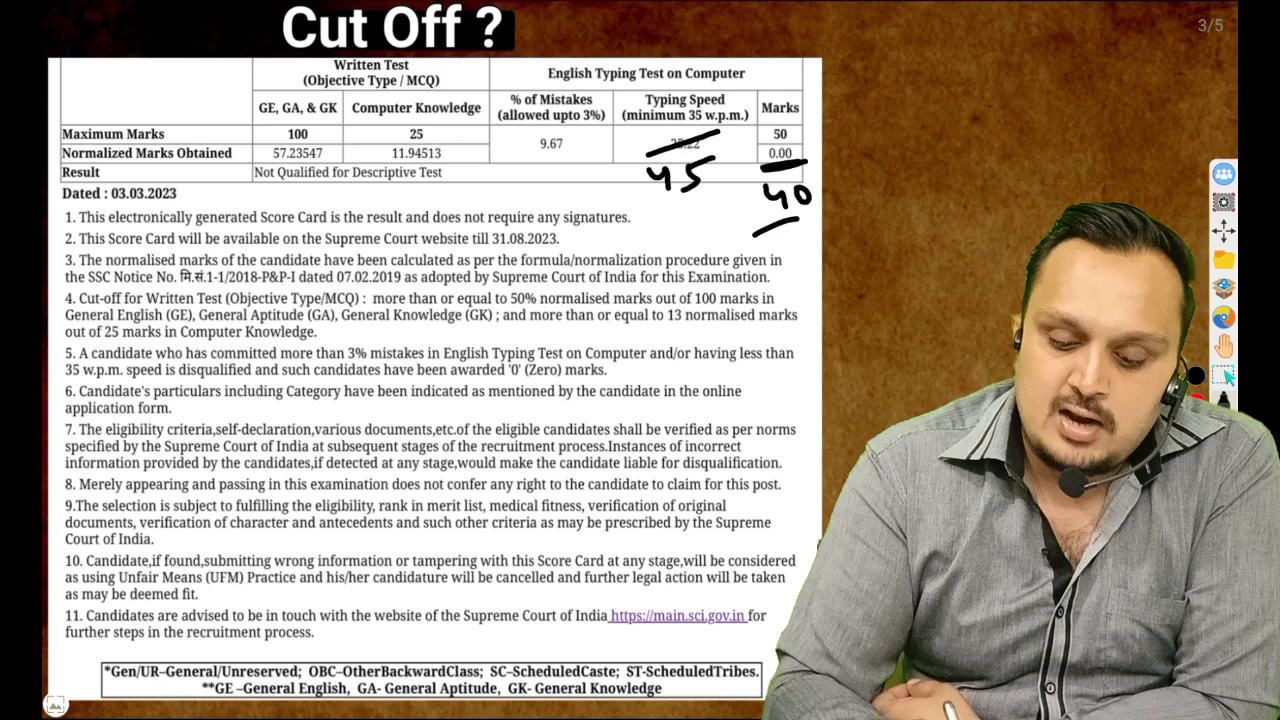 Cut Off ?
3/5
Written Test
(Objective Type / MCQ)
English Typing Test on Computer
GE, GA, & GK
Computer Knowledge
% of Mistakes
(allowed upto 3%)
Typing Speed
(minimum 35 w.p.m.)
Marks
Maximum Marks
100
25
50
Normalized Marks Obtained
57.23547
11.94513
9.67
0.00
Result
Not Qualified for Descriptive Test
45
40
Dated : 03.03.2023
1. This electronically generated Score Card is the result and does not require any signatures.
2. This Score Card will be available on the Supreme Court website till 31.08.2023.
3. The normalised marks of the candidate have been calculated as per the formula/normalization procedure given in
the SSC Notice No. मि.सं.1-1/2018-P&P-I dated 07.02.2019 as adopted by Supreme Court of India for this Examination.
4. Cut-off for Written Test (Objective Type/MCQ) : more than or equal to 50% normalised marks out of 100 marks in
General English (GE), General Aptitude (GA), General Knowledge (GK) ; and more than or equal to 13 normalised marks
out of 25 marks in Computer Knowledge.
5. A candidate who has committed more than 3% mistakes in English Typing Test on Computer and/or having less than
35 w.p.m. speed is disqualified and such candidates have been awarded '0' (Zero) marks.
6. Candidate's particulars including Category have been indicated as mentioned by the candidate in the online
application form.
7. The eligibility criteria,self-declaration,various documents,etc.of the eligible candidates shall be verified as per norms
specified by the Supreme Court of India at subsequent stages of the recruitment process.Instances of incorrect
information provided by the candidates,if detected at any stage,would make the candidate liable for disqualification.
8. Merely appearing and passing in this examination does not confer any right to the candidate to claim for this post.
9.The selection is subject to fulfilling the eligibility, rank in merit list, medical fitness, verification of original
documents, verification of character and antecedents and such other criteria as may be prescribed by the Supreme
Court of India.
10. Candidate,if found,submitting wrong information or tampering with this Score Card at any stage,will be considered
as using Unfair Means (UFM) Practice and his/her candidature will be cancelled and further legal action will be taken
as may be deemed fit.
11. Candidates are advised to be in touch with the website of the Supreme Court of India https://main.sci.gov.in for
further steps in the recruitment process.
*Gen/UR–General/Unreserved; OBC–OtherBackwardClass; SC–ScheduledCaste; ST-ScheduledTribes.
**GE –General English, GA- General Aptitude, GK- General Knowledge